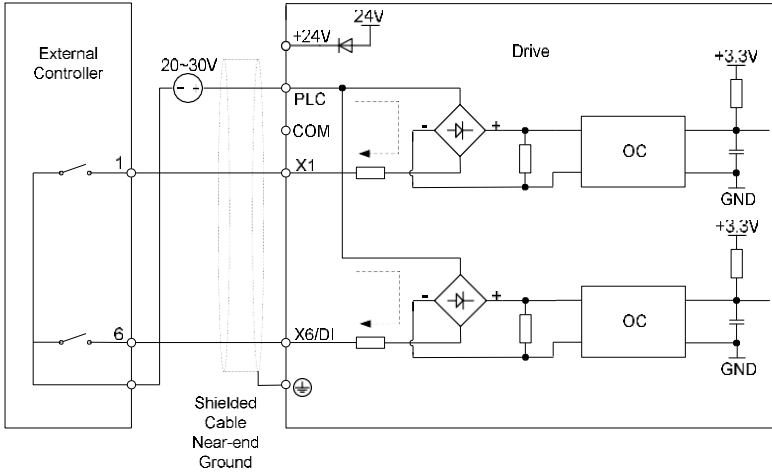 24V
+24V
External
Controller
Drive
20~30V
- -
+3.3V
PLC
- +
COM
OC
1
X1
GND
+3.3V
- +
OC
6
X6/DI
GND
Shielded
Cable
Near-end
Ground